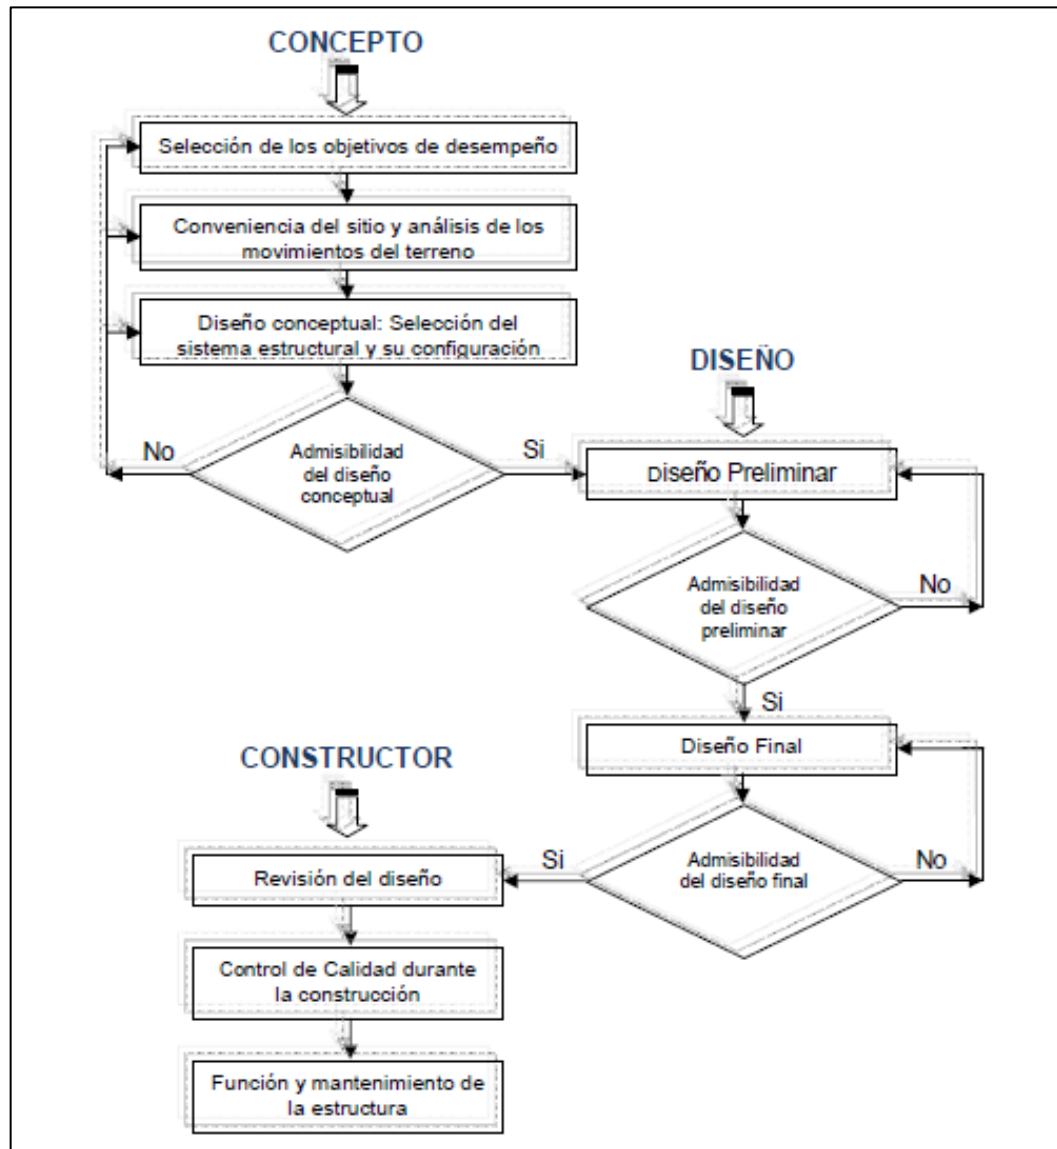 CONCEPTO
Selección de los objetivos de desempeño
Conveniencia del sitio y análisis de los
movimientos del terreno
Diseño conceptual: Selección del
sistema estructural y su configuración
Admisibilidad
del diseño
conceptual
No
Si
DISEÑO
Diseño Preliminar
Admisibilidad
del diseño
preliminar
No
Si
Diseño Final
Admisibilidad
del diseño final
No
Si
CONSTRUCTOR
Revisión del diseño
Control de Calidad durante
la construcción
Función y mantenimiento de
la estructura